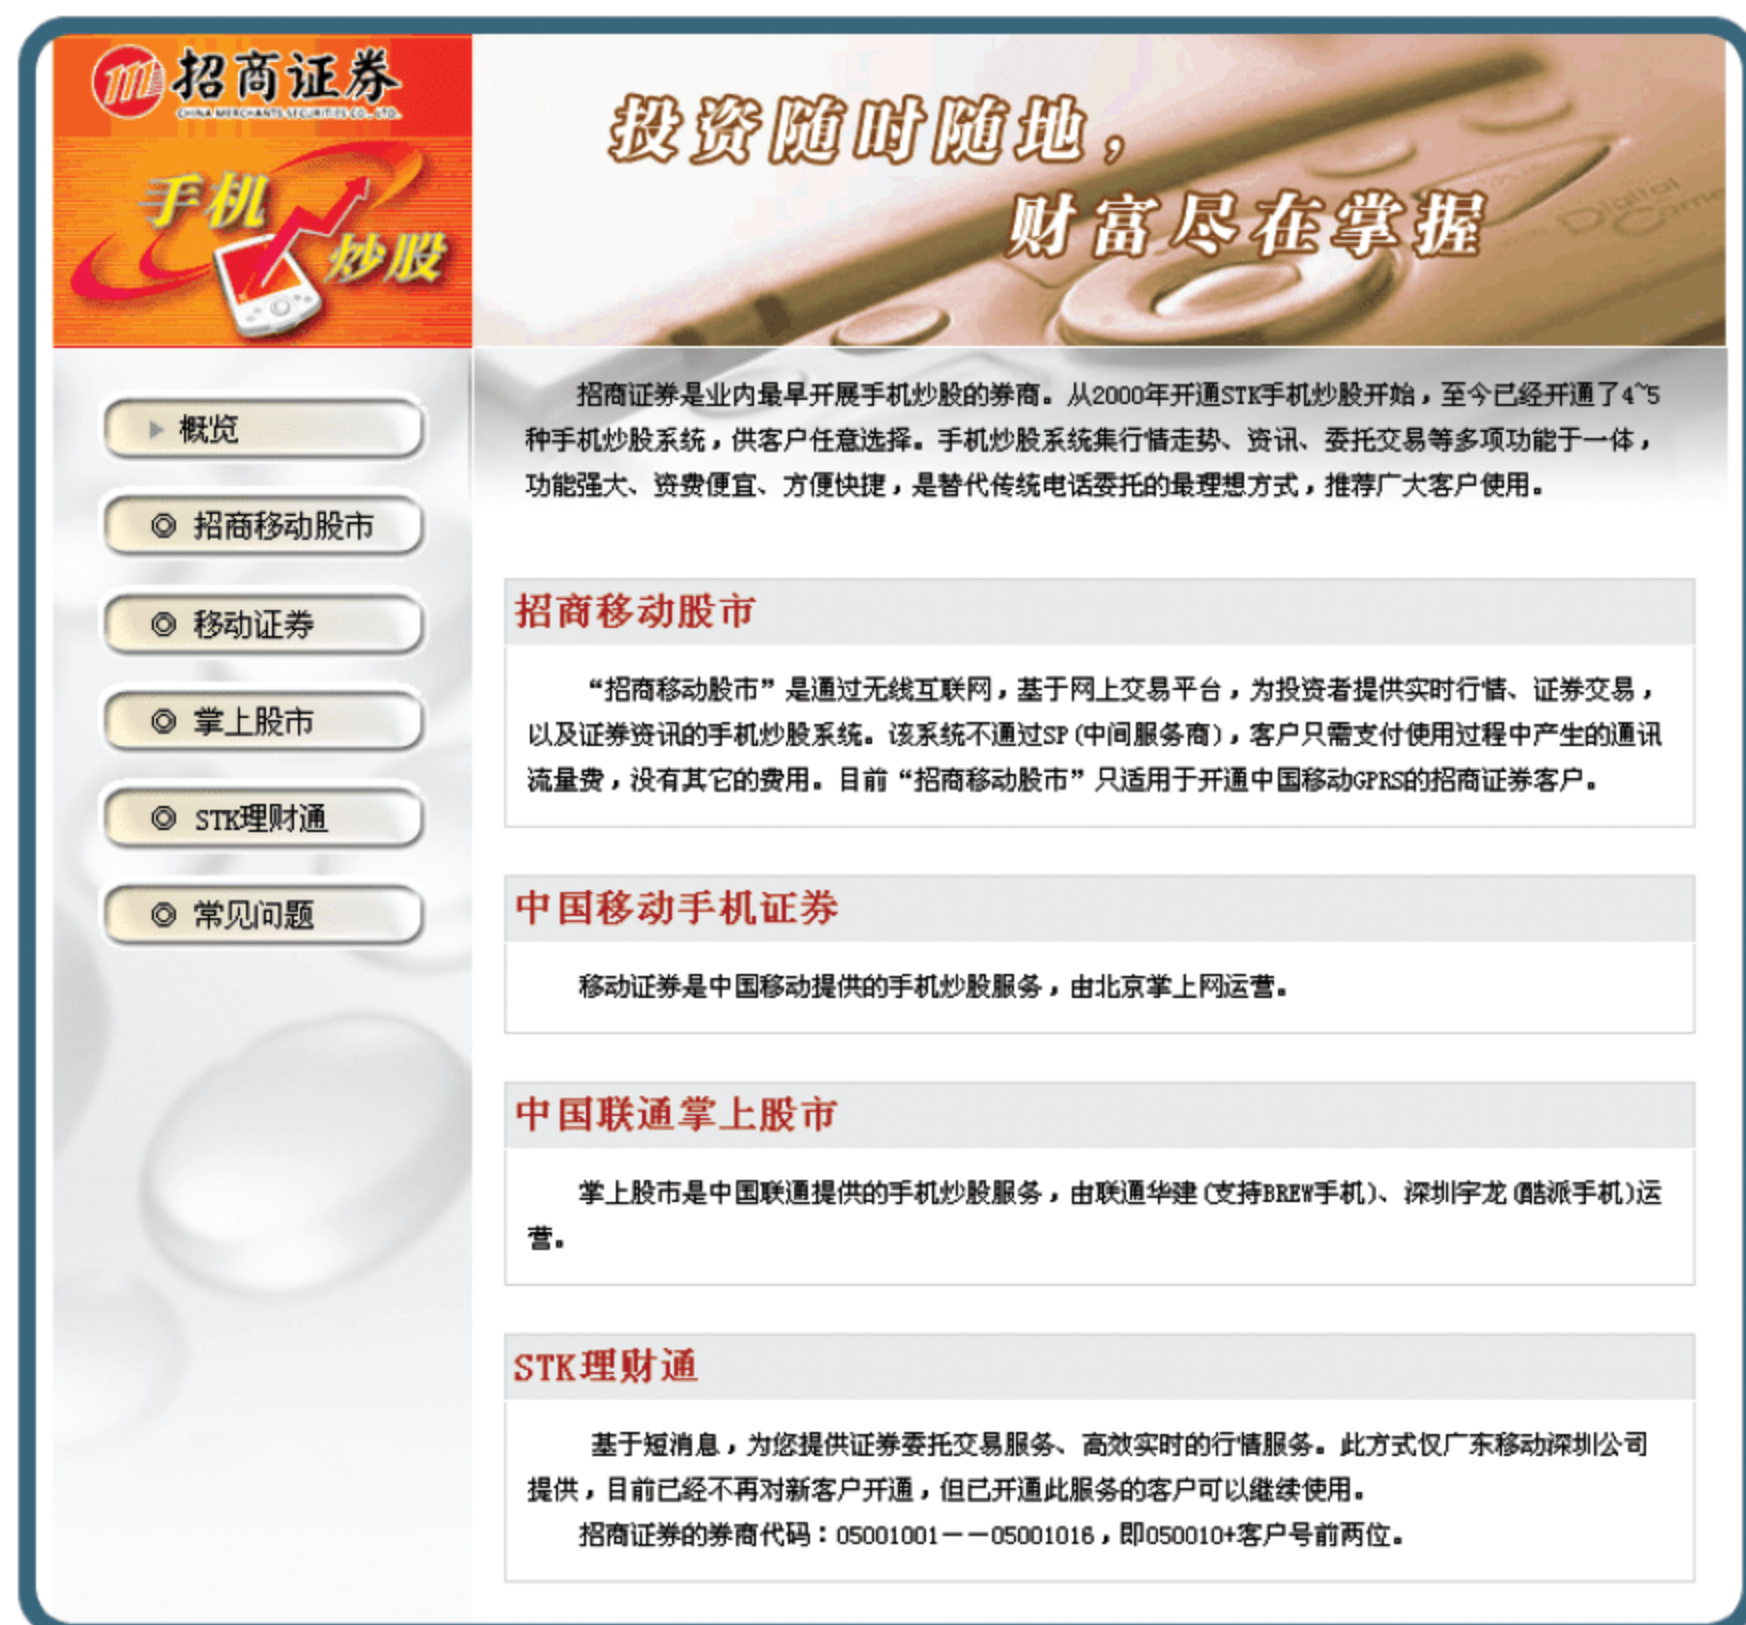 招商证券
CHINA MERCHANTS SECURITIES CO., LTD.
手机
炒股
投资随时随地，
财富尽在掌握
Digital
概览
◎ 招商移动股市
◎ 移动证券
◎ 掌上股市
◎ STK理财通
◎ 常见问题
招商证券是业内最早开展手机炒股的券商。从2000年开通STK手机炒股开始，至今已经开通了4~5
种手机炒股系统，供客户任意选择。手机炒股系统集行情走势、资讯、委托交易等多项功能于一体，
功能强大、资费便宜、方便快捷，是替代传统电话委托的最理想方式，推荐广大客户使用。
招商移动股市
“招商移动股市”是通过无线互联网，基于网上交易平台，为投资者提供实时行情、证券交易，
以及证券资讯的手机炒股系统。该系统不通过SP(中间服务商)，客户只需支付使用过程中产生的通讯
流量费，没有其它的费用。目前“招商移动股市”只适用于开通中国移动GPRS的招商证券客户。
中国移动手机证券
移动证券是中国移动提供的手机炒股服务，由北京掌上网运营。
中国联通掌上股市
掌上股市是中国联通提供的手机炒股服务，由联通华建(支持BREW手机)、深圳宇龙(酷派手机)运
营。
STK理财通
基于短消息，为您提供证券委托交易服务、高效实时的行情服务。此方式仅广东移动深圳公司
提供，目前已经不再对新客户开通，但已开通此服务的客户可以继续使用。
招商证券的券商代码：05001001－－05001016，即050010+客户号前两位。